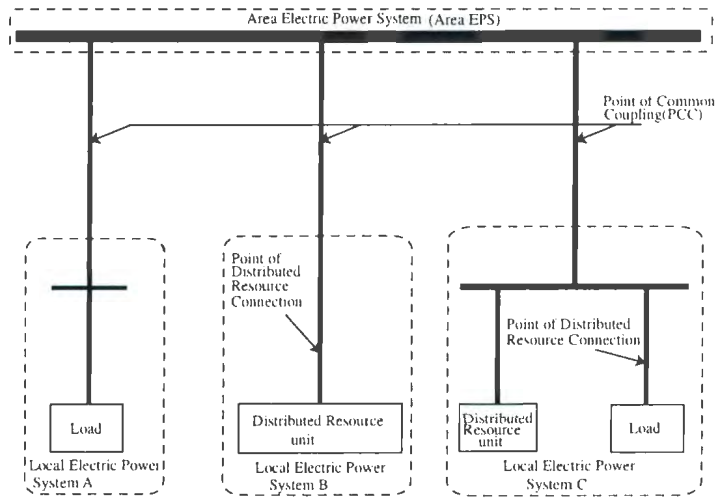 Area Electric Power System (Area EPS)
Point of Common
Coupling(PCC)
Point of
Distributed
Resource
Connection
Point of Distributed
Resource Connection
Load
Distributed Resource
unit
Distributed
Resource
unit
Load
Local Electric Power
System A
Local Electric Power
System B
Local Electric Power
System C